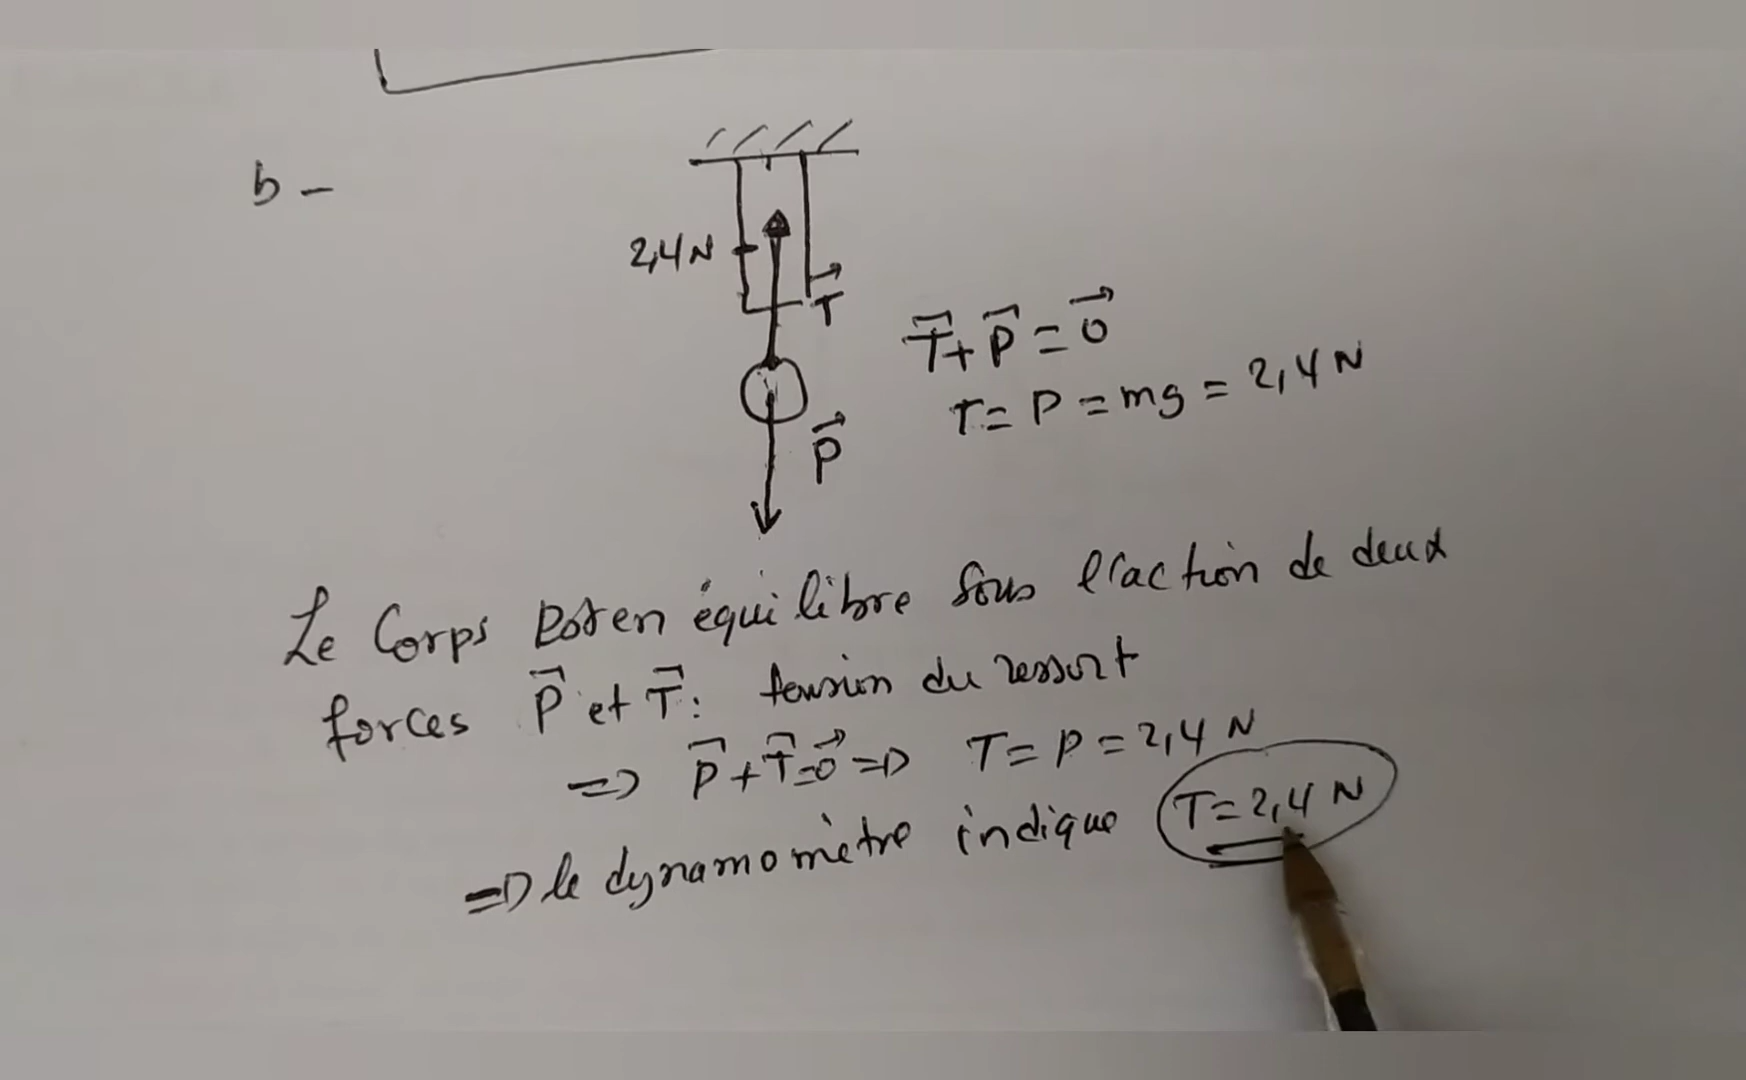 b -
2,4 N
T⃗
P⃗
T⃗ + P⃗ = 0⃗
T = P = mg = 2,4 N
Le Corps est en équilibre sous l'action de deux
forces P⃗ et T⃗ : tension du ressort
=> P⃗ + T⃗ = 0⃗ => T = P = 2,4 N
=> le dynamomètre indique T = 2,4 N